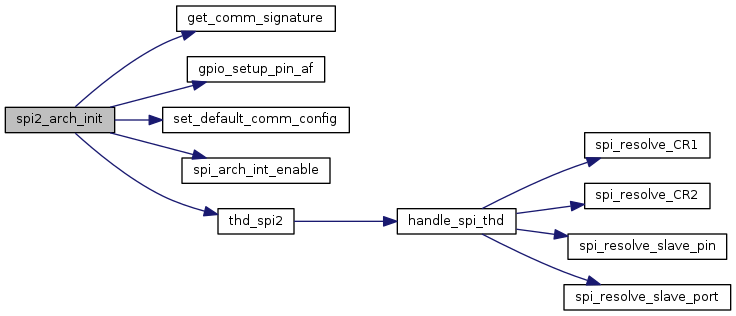 get_comm_signature
gpio_setup_pin_af
spi2_arch_init
set_default_comm_config
spi_arch_int_enable
thd_spi2
handle_spi_thd
spi_resolve_CR1
spi_resolve_CR2
spi_resolve_slave_pin
spi_resolve_slave_port